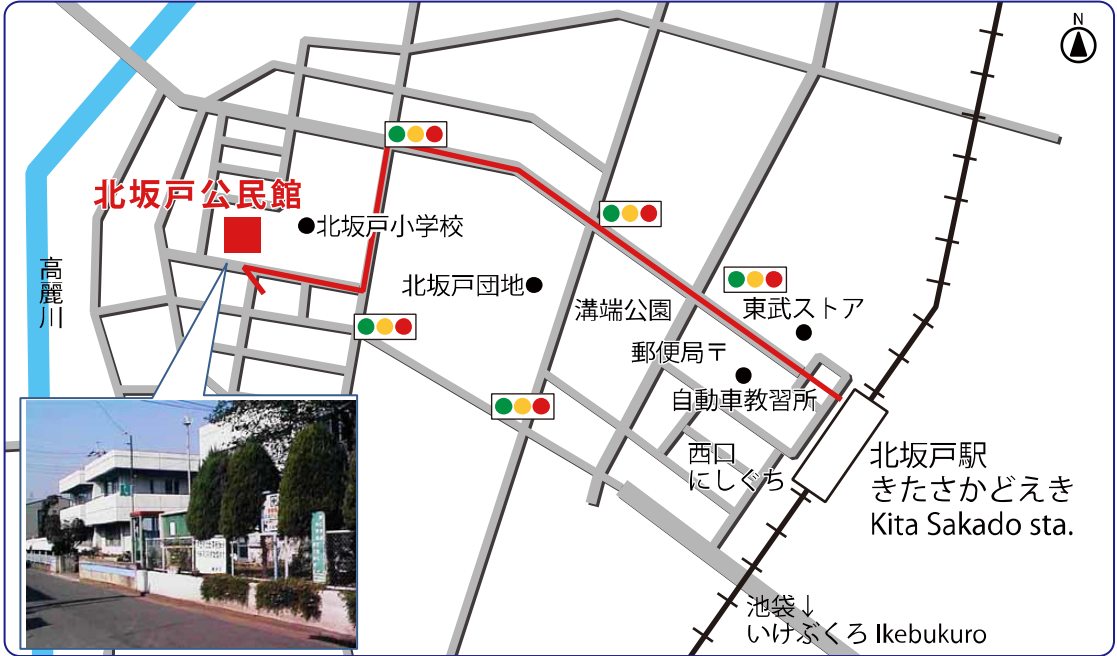 N
北坂戸公民館
北坂戸小学校
高麗川
北坂戸団地
溝端公園
東武ストア
郵便局〒
自動車教習所
西口
にしぐち
北坂戸駅
きたさかどえき
Kita Sakado sta.
池袋↓
いけぶくろ Ikebukuro